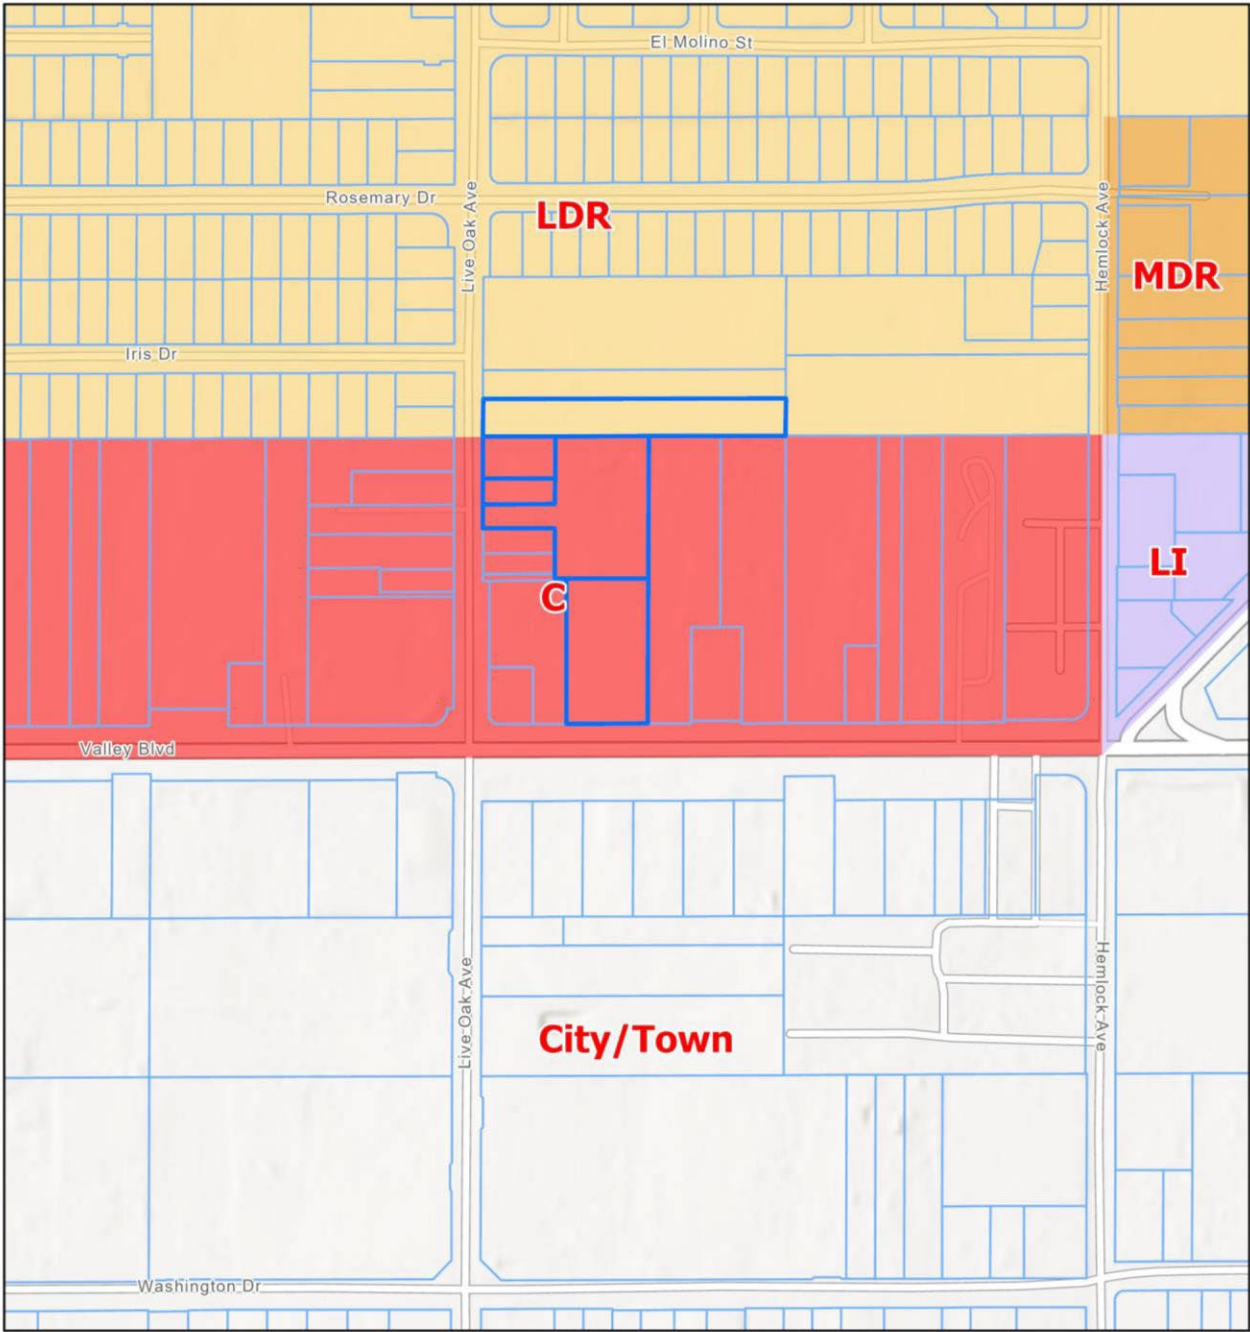 El Molino St
Rosemary Dr
Live Oak Ave
LDR
Hemlock Ave
MDR
Iris Dr
LI
C
Valley Blvd
Live Oak Ave
City/Town
Hemlock Ave
Washington Dr